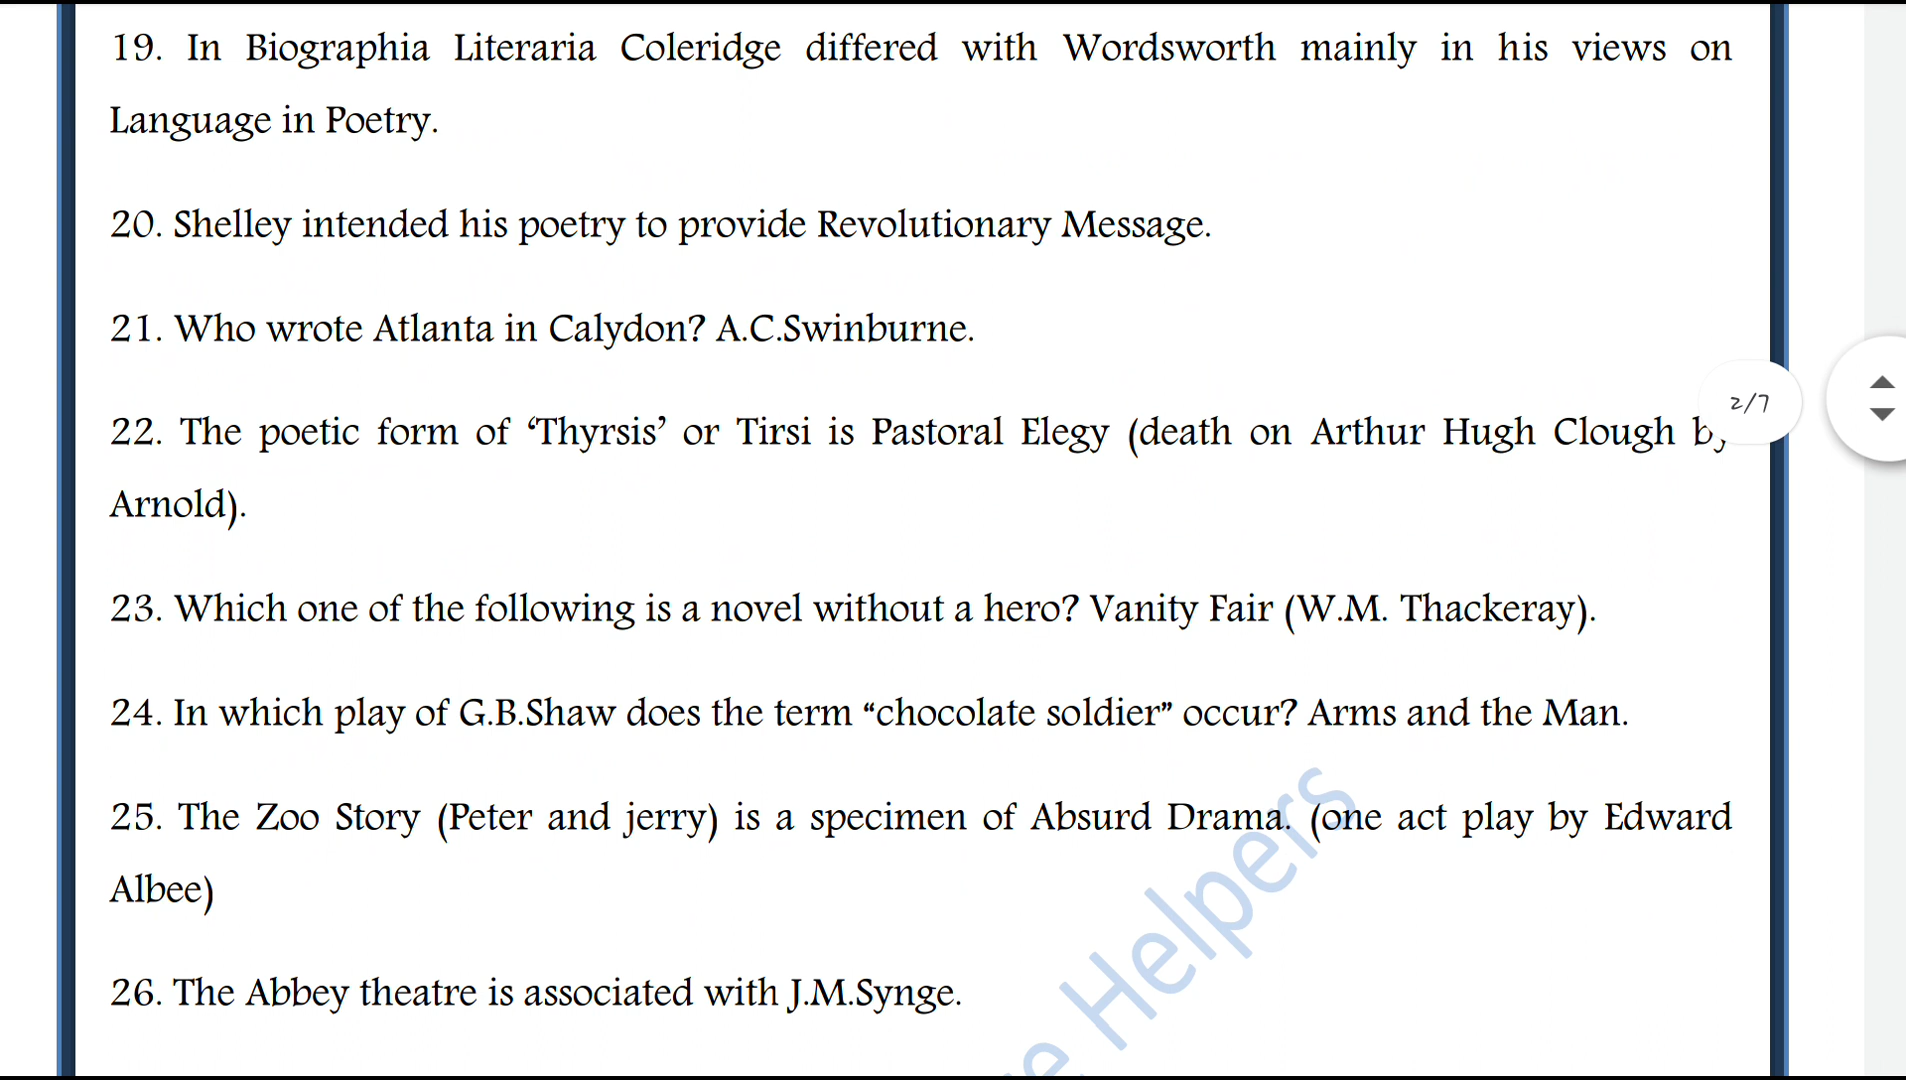 19. In Biographia Literaria Coleridge differed with Wordsworth mainly in his views on
Language in Poetry.
20. Shelley intended his poetry to provide Revolutionary Message.
21. Who wrote Atlanta in Calydon? A.C.Swinburne.
22. The poetic form of ‘Thyrsis’ or Tirsi is Pastoral Elegy (death on Arthur Hugh Clough by
2/7
Arnold).
23. Which one of the following is a novel without a hero? Vanity Fair (W.M. Thackeray).
24. In which play of G.B.Shaw does the term “chocolate soldier” occur? Arms and the Man.
25. The Zoo Story (Peter and jerry) is a specimen of Absurd Drama. (one act play by Edward
Albee)
26. The Abbey theatre is associated with J.M.Synge.
Helpers